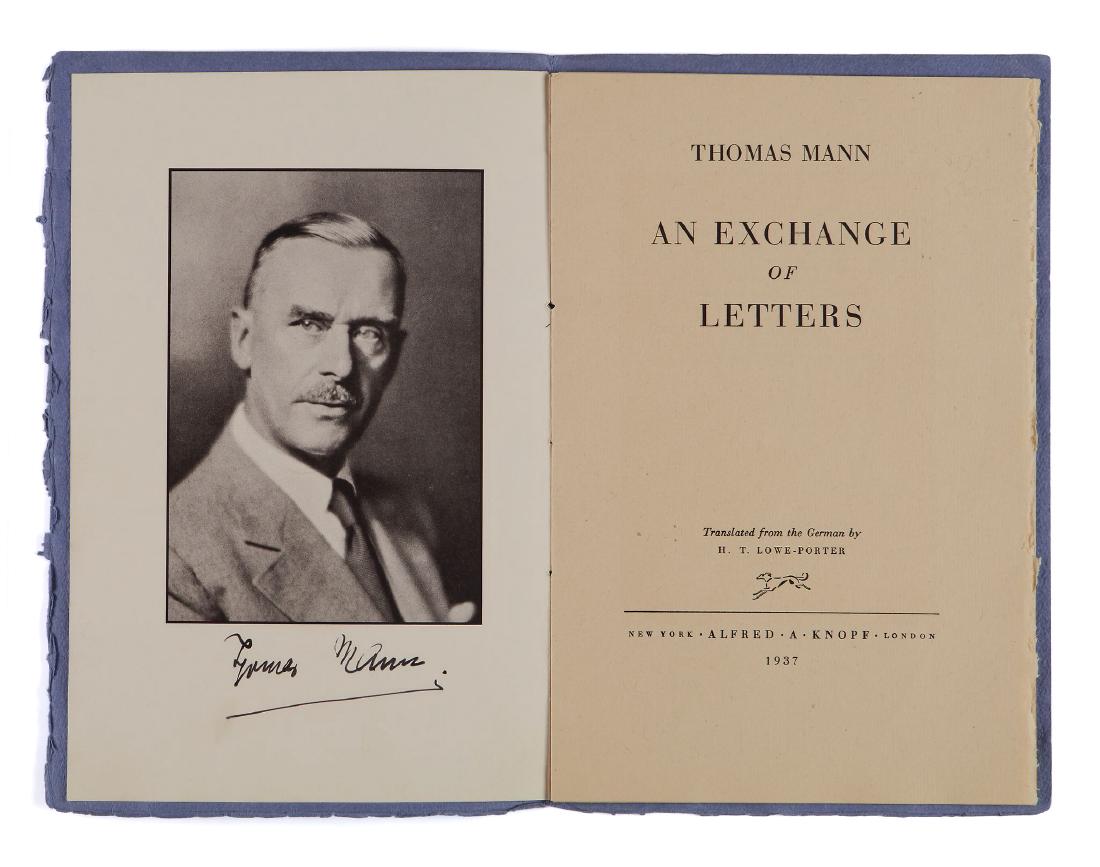 Thomas Mann.
THOMAS MANN
AN EXCHANGE
OF
LETTERS
Translated from the German by
H. T. LOWE-PORTER
NEW YORK · ALFRED · A · KNOPF · LONDON
1937